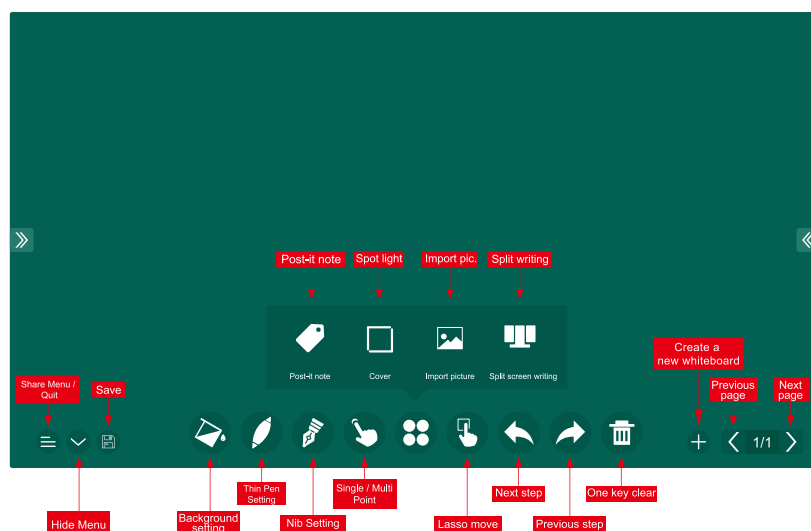 Post-it note
Spot light
Import pic.
Split writing
Post-it note
Cover
Import picture
Split screen writing
Share Menu /
Quit
Save
Create a
new whiteboard
Previous
page
Next
page
1/1
Thin Pen
Setting
Single / Multi
Point
Next step
One key clear
Hide Menu
Background
setting
Nib Setting
Lasso move
Previous step